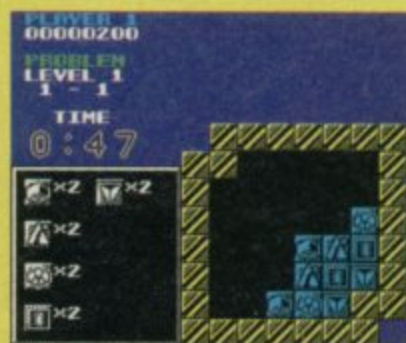 PLAYER 1
00000200
PROBLEM
LEVEL 1
1 - 1
TIME
0:47
×2 ×2
×2
×2
×2